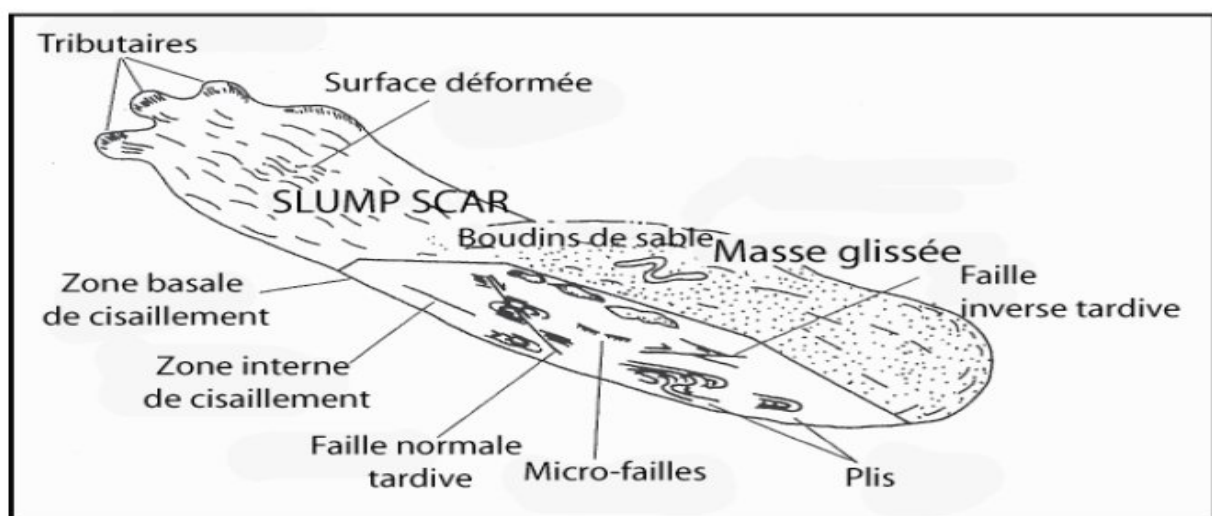 Tributaires
Surface déformée
SLUMP SCAR
Boudins de sable
Masse glissée
Faille
inverse tardive
Zone basale
de cisaillement
Zone interne
de cisaillement
Faille normale
tardive
Micro-failles
Plis